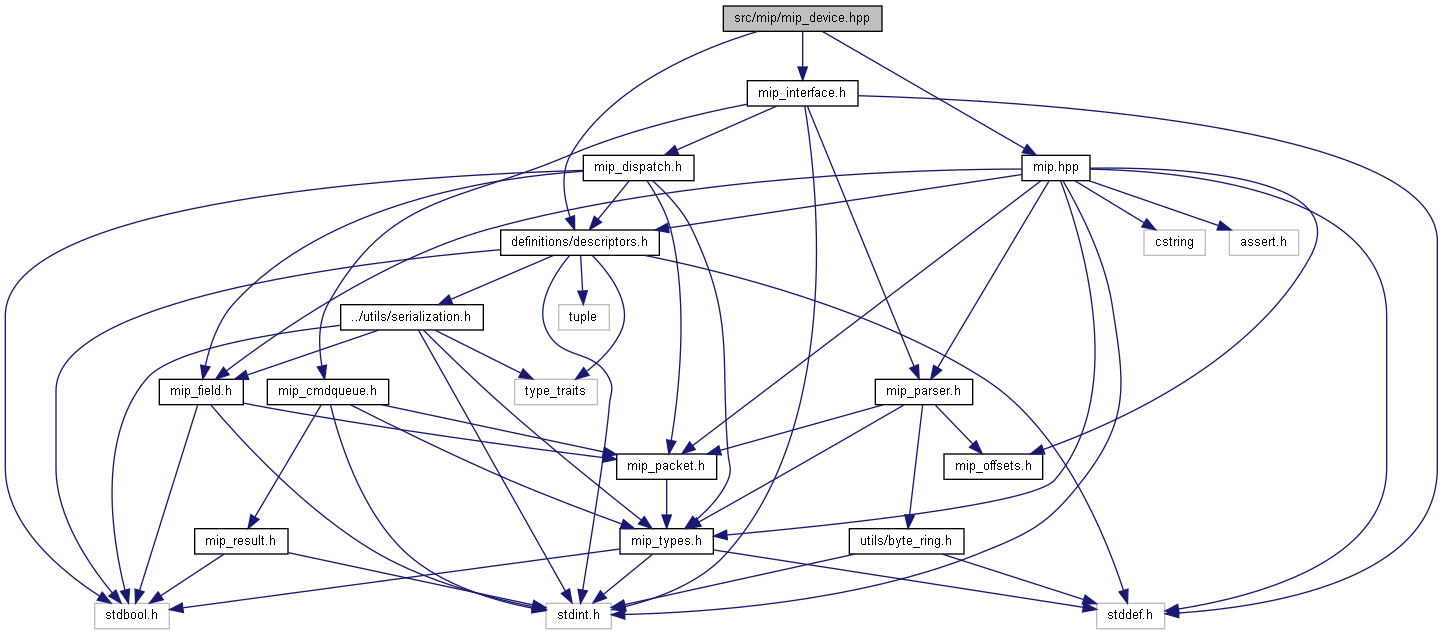 src/mip/mip_device.hpp
mip_interface.h
mip_dispatch.h
mip.hpp
definitions/descriptors.h
cstring
assert.h
../utils/serialization.h
tuple
mip_field.h
mip_cmdqueue.h
type_traits
mip_parser.h
mip_packet.h
mip_offsets.h
mip_result.h
mip_types.h
utils/byte_ring.h
stdbool.h
stdint.h
stddef.h